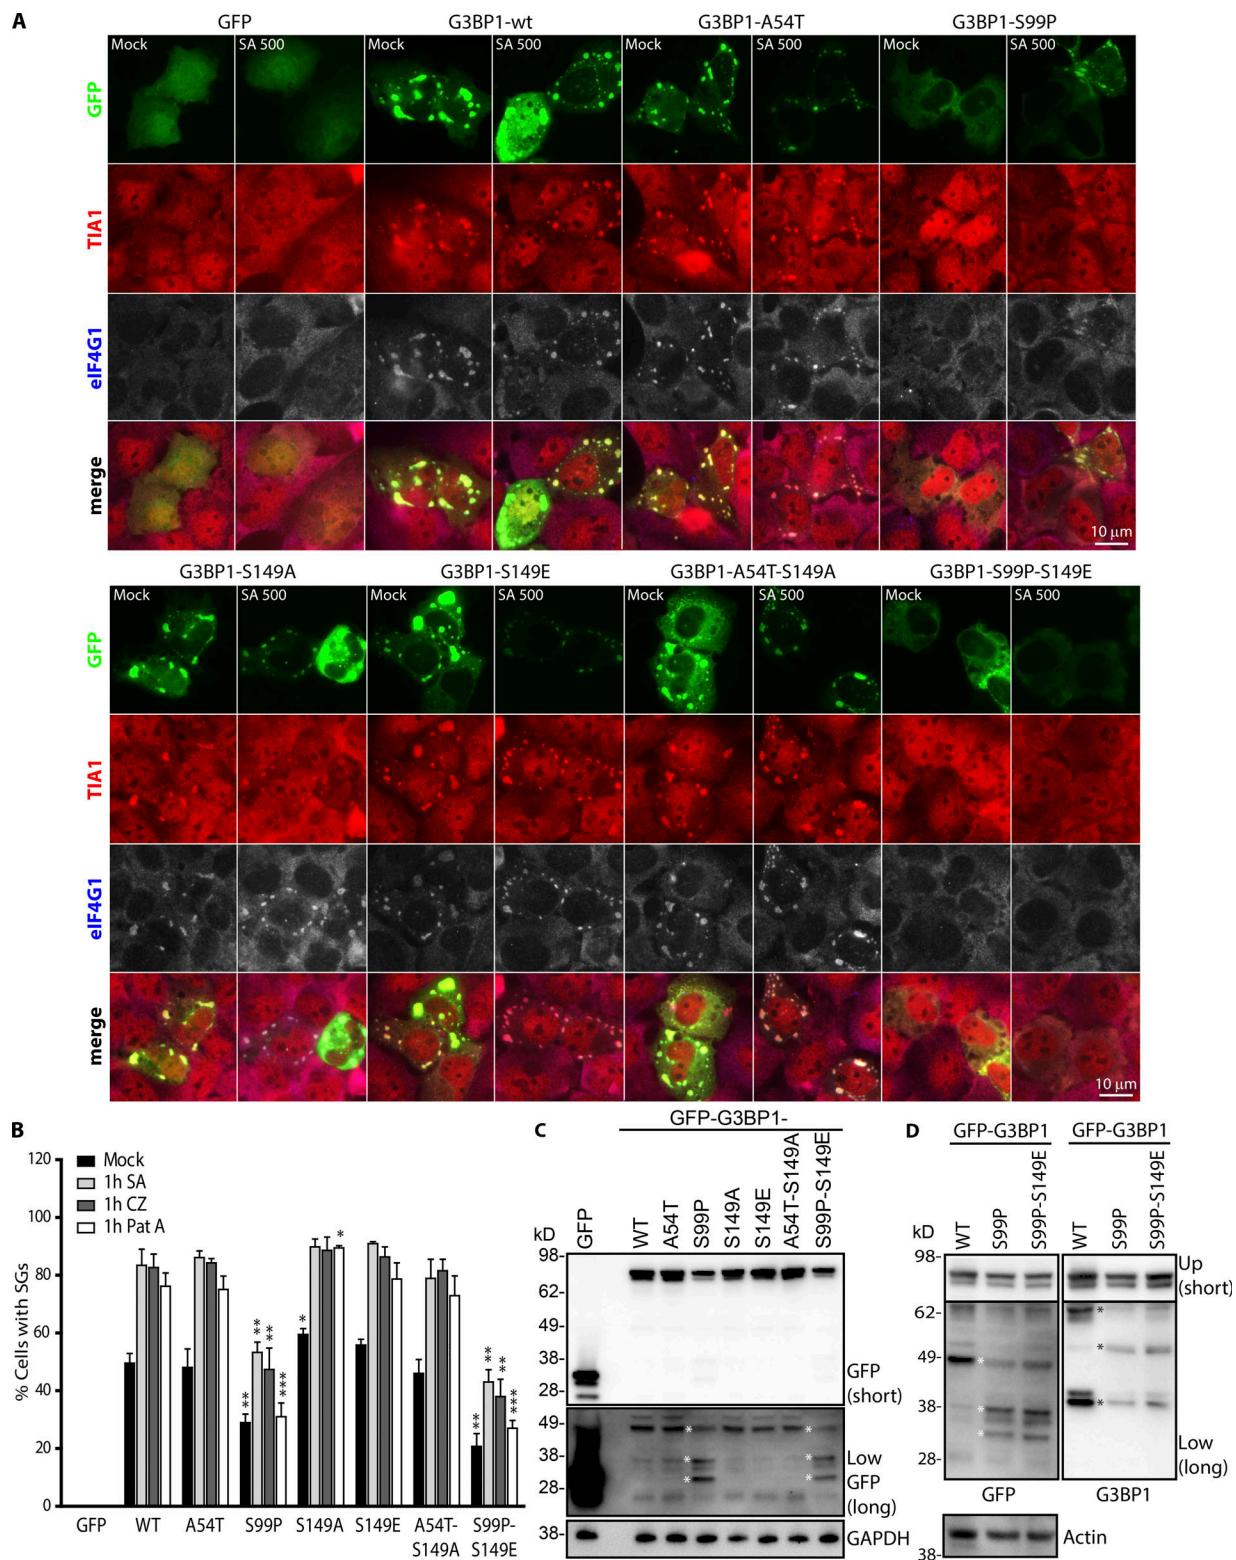 A
GFP G3BP1-wt G3BP1-A54T G3BP1-S99P
Mock SA 500 Mock SA 500 Mock SA 500 Mock SA 500
GFP
TIA1
eIF4G1
merge
10 μm
G3BP1-S149A G3BP1-S149E G3BP1-A54T-S149A G3BP1-S99P-S149E
Mock SA 500 Mock SA 500 Mock SA 500 Mock SA 500
GFP
TIA1
eIF4G1
merge
10 μm
B
% Cells with SGs
120
100
80
60
40
20
0
Mock
1h SA
1h CZ
1h Pat A
** ** ** *** * * ** ** ** ***
GFP WT A54T S99P S149A S149E A54T-S149A S99P-S149E
C
GFP-G3BP1-
kD GFP WT A54T S99P S149A S149E A54T-S149A S99P-S149E
98-
62-
49-
38-
28-
GFP
(short)
49-
38-
28-
* * * * * *
Low
GFP
(long)
38-
GAPDH
D
GFP-G3BP1 GFP-G3BP1
kD WT S99P S99P-S149E WT S99P S99P-S149E
98-
Up
(short)
62-
49-
38-
28-
* * * * * *
Low
(long)
GFP G3BP1
Actin
38-